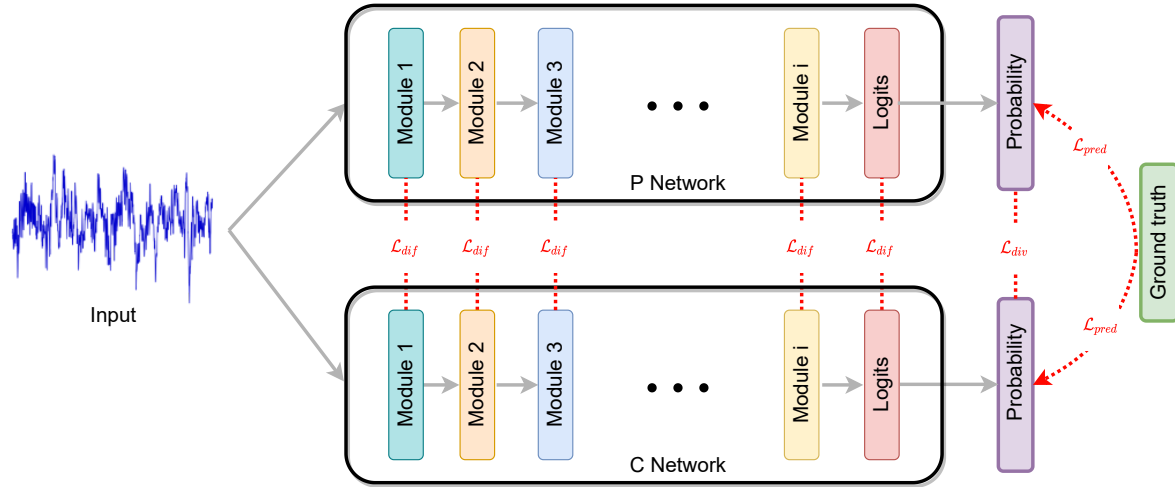 Module 1
Module 2
Module 3
Module i
Logits
Probability
P Network
Input
ℒdif
ℒdif
ℒdif
ℒdif
ℒdif
ℒdiv
ℒpred
ℒpred
Ground truth
Module 1
Module 2
Module 3
Module i
Logits
Probability
C Network